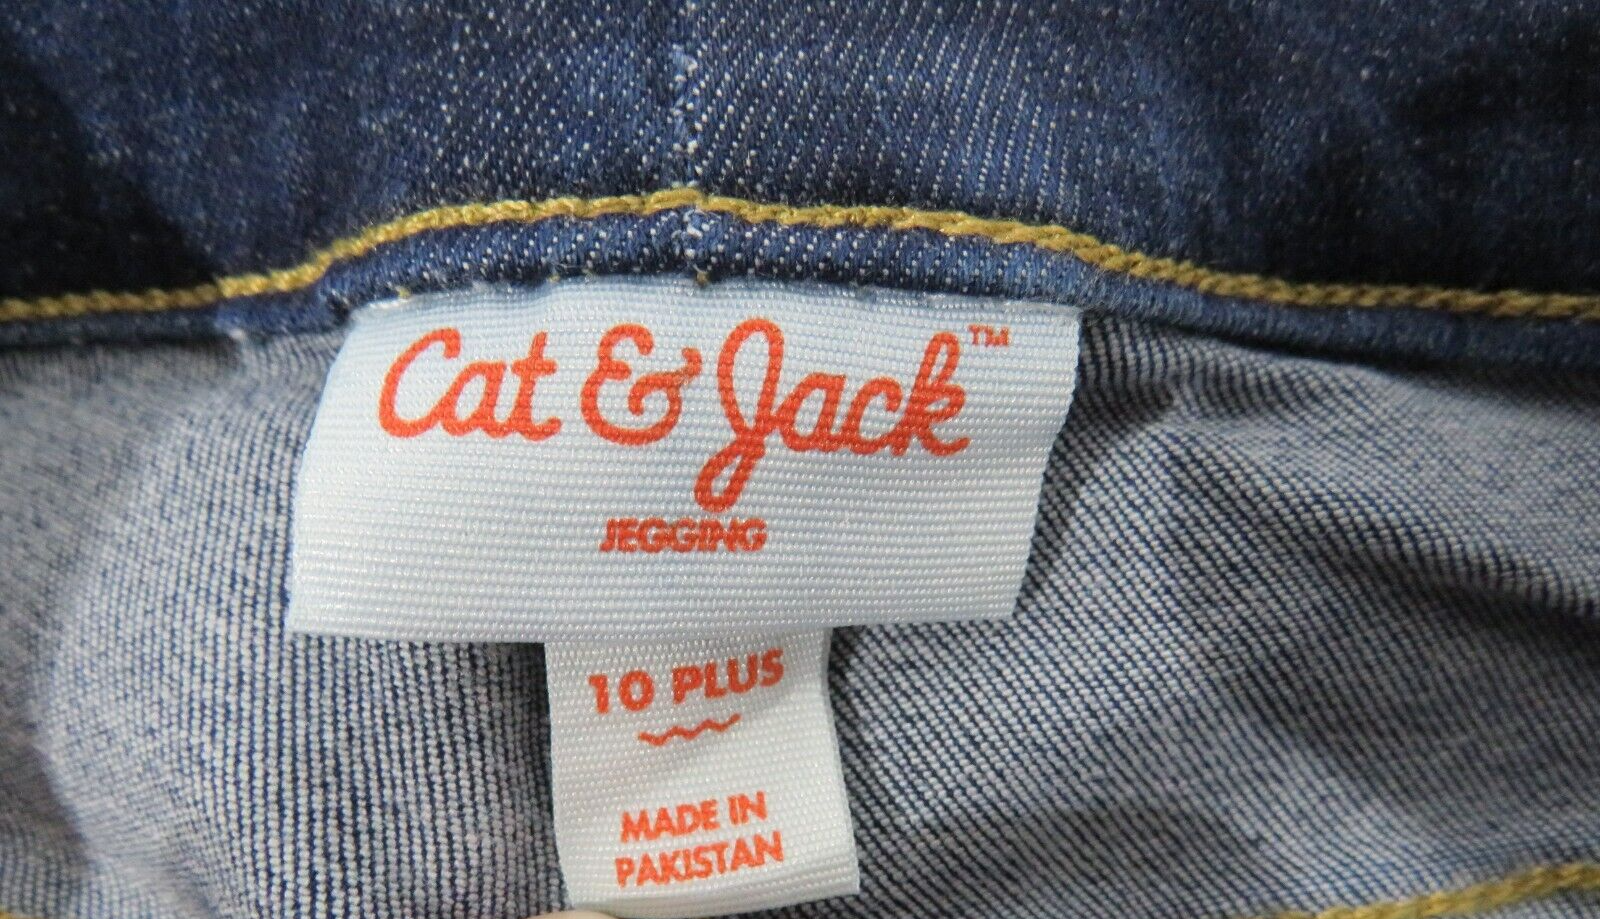 Cat & Jack™
JEGGING
10 PLUS
MADE IN
PAKISTAN